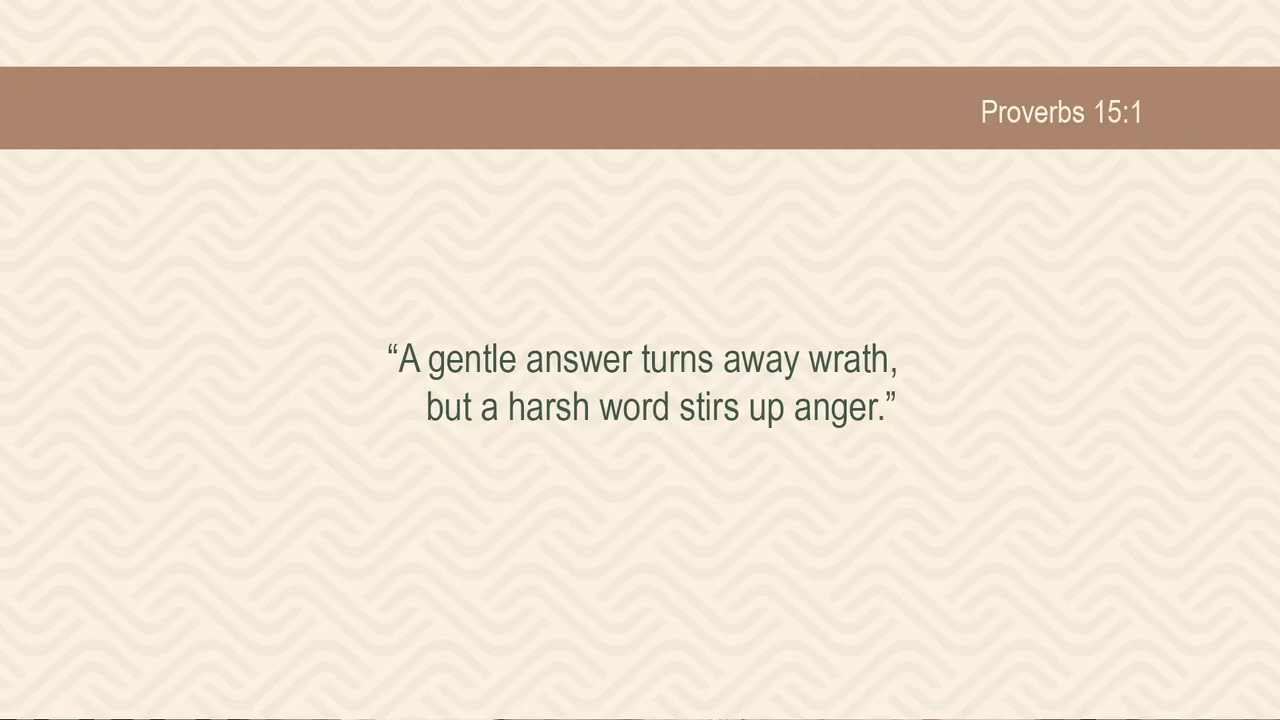 Proverbs 15:1
“A gentle answer turns away wrath,
but a harsh word stirs up anger.”